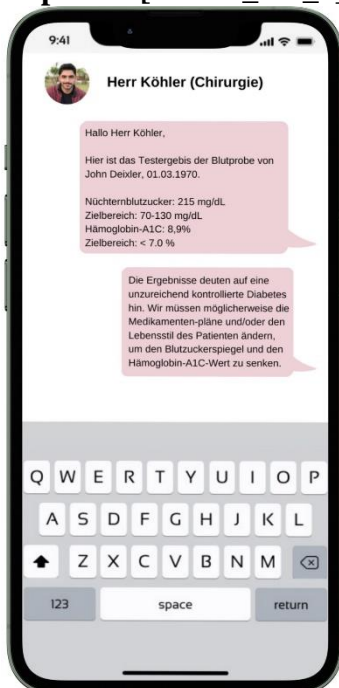 9:41
Herr Köhler (Chirurgie)
Hallo Herr Köhler,
Hier ist das Testergebis der Blutprobe von
John Deixler, 01.03.1970.
Nüchternblutzucker: 215 mg/dL
Zielbereich: 70-130 mg/dL
Hämoglobin-A1C: 8,9%
Zielbereich: < 7.0 %
Die Ergebnisse deuten auf eine
unzureichend kontrollierte Diabetes
hin. Wir müssen möglicherweise die
Medikamenten-pläne und/oder den
Lebensstil des Patienten ändern,
um den Blutzuckerspiegel und den
Hämoglobin-A1C-Wert zu senken.
Q W E R T Y U I O P
A S D F G H J K L
Z X C V B N M
123 space return